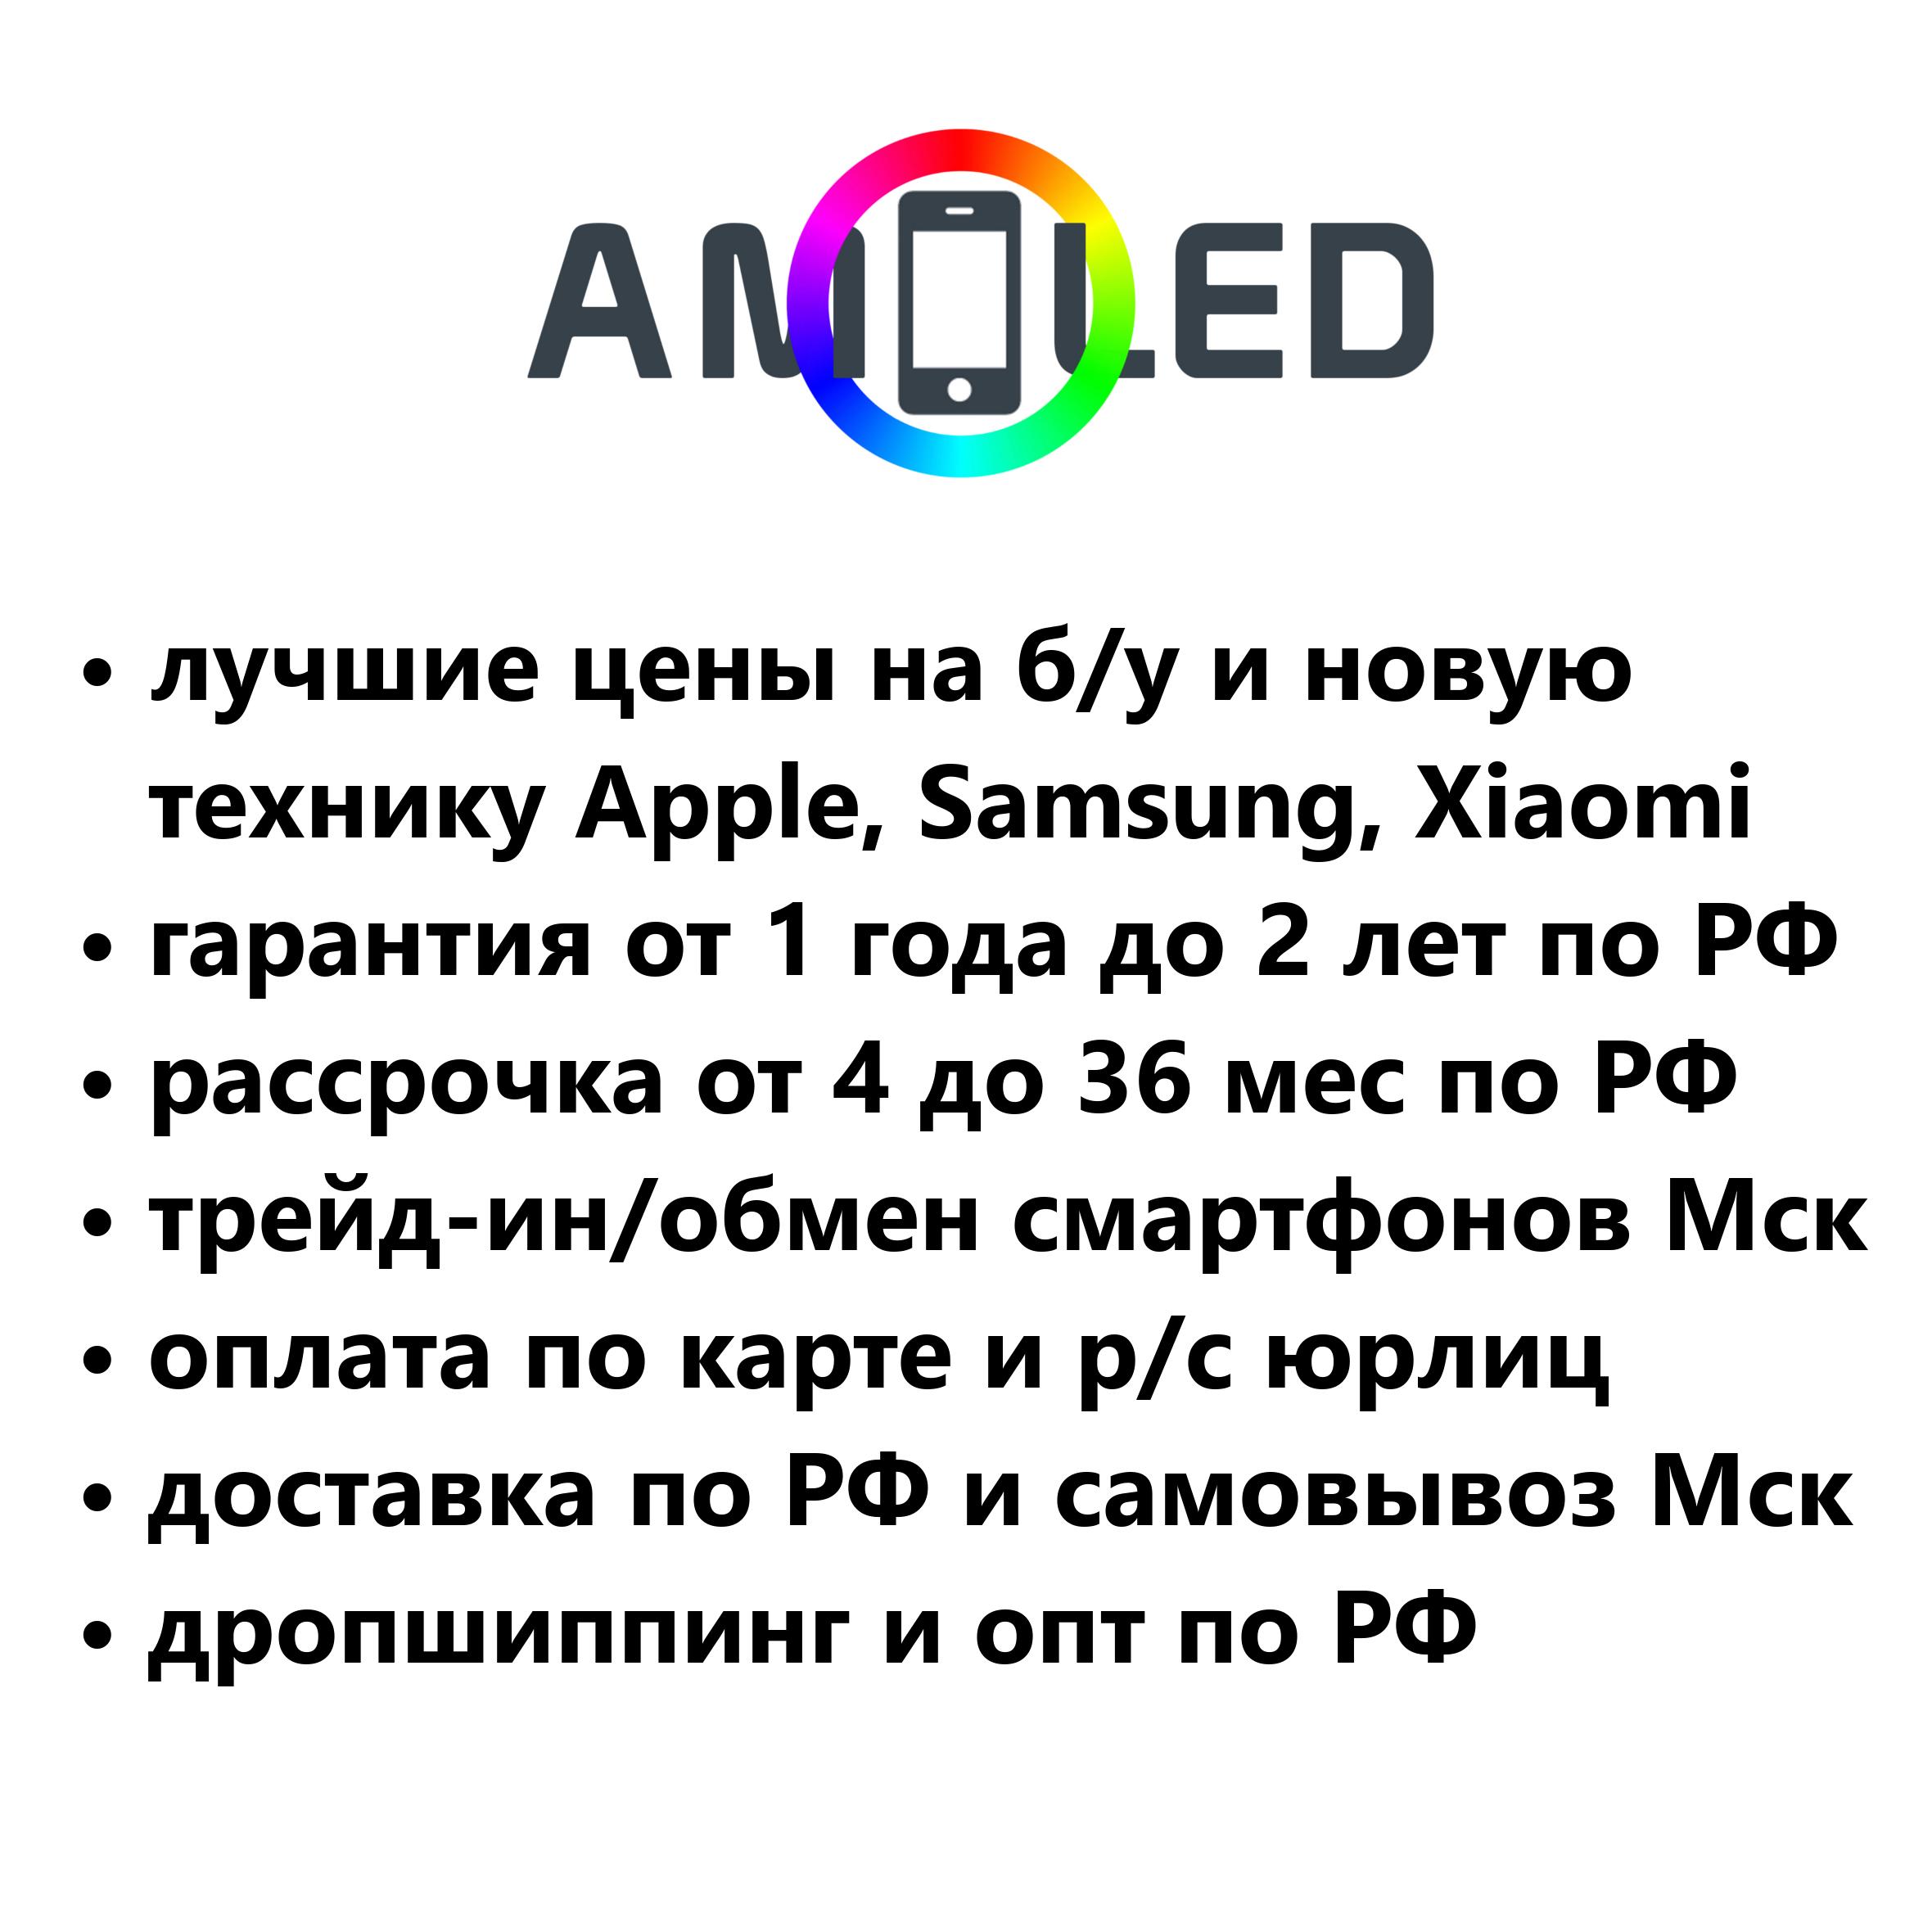 AMOLED
• лучшие цены на б/у и новую
технику Apple, Samsung, Xiaomi
• гарантия от 1 года до 2 лет по РФ
• рассрочка от 4 до 36 мес по РФ
• трейд-ин/обмен смартфонов Мск
• оплата по карте и р/с юрлиц
• доставка по РФ и самовывоз Мск
• дропшиппинг и опт по РФ